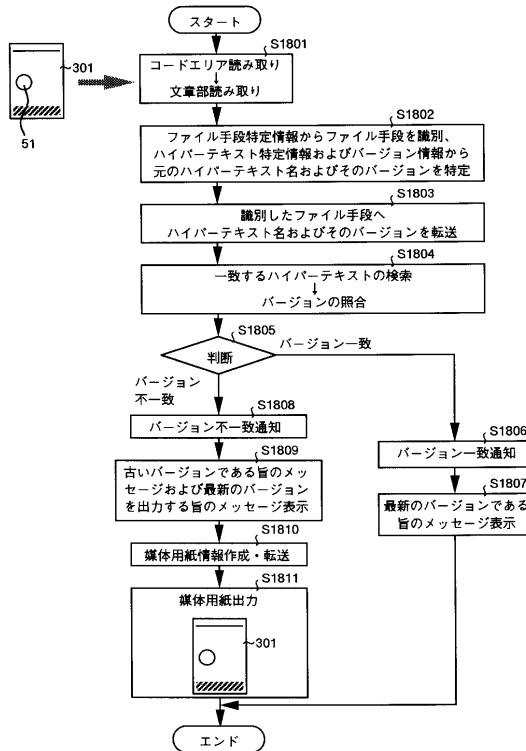 スタート
S1801
コードエリア読み取り
↓
文章部読み取り
301
51
S1802
ファイル手段特定情報からファイル手段を識別、
ハイパーテキスト特定情報およびバージョン情報から
元のハイパーテキスト名およびそのバージョンを特定
S1803
識別したファイル手段へ
ハイパーテキスト名およびそのバージョンを転送
S1804
一致するハイパーテキストの検索
↓
バージョンの照合
S1805
判断
バージョン一致
バージョン
不一致
S1808
バージョン不一致通知
S1806
バージョン一致通知
S1809
古いバージョンである旨のメッ
セージおよび最新のバージョン
を出力する旨のメッセージ表示
S1807
最新のバージョンである
旨のメッセージ表示
S1810
媒体用紙情報作成・転送
S1811
媒体用紙出力
301
エンド